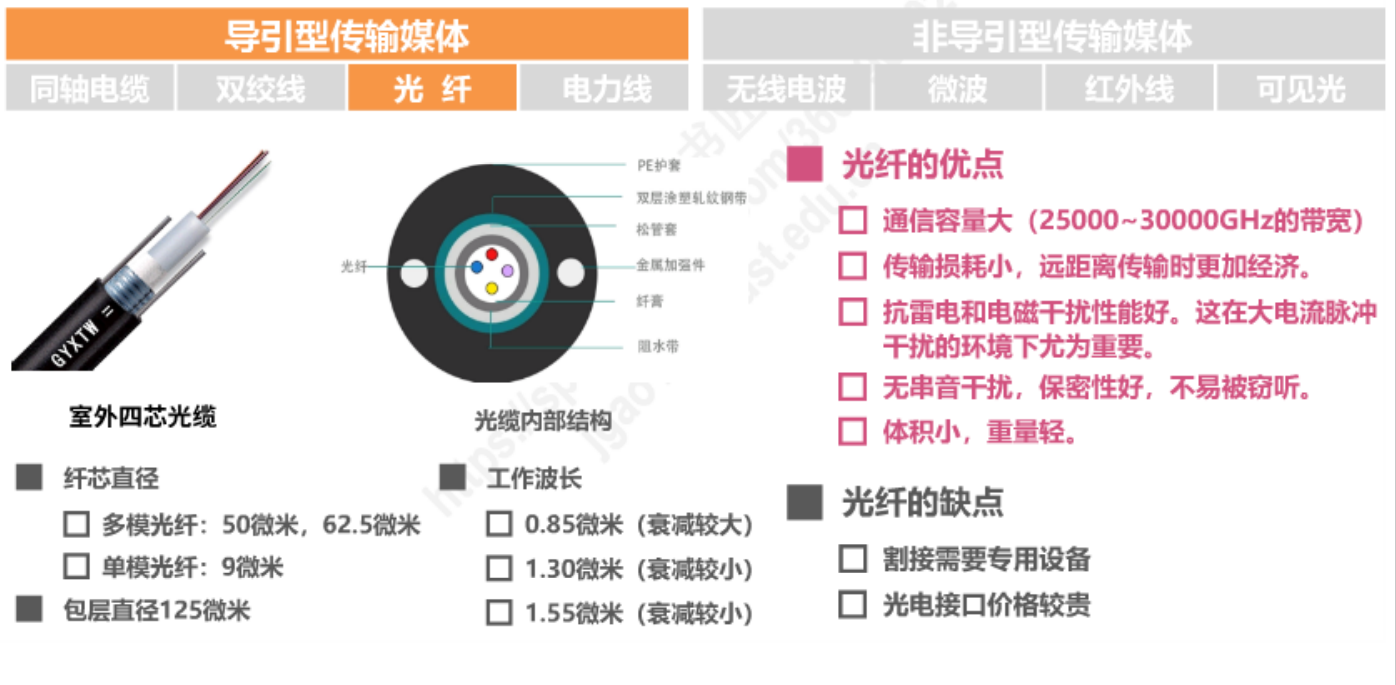 导引型传输媒体
非导引型传输媒体
同轴电缆
双绞线
光 纤
电力线
无线电波
微波
红外线
可见光
GYXTW =
室外四芯光缆
光纤
PE护套
双层涂塑轧纹钢带
松管套
金属加强件
纤膏
阻水带
光缆内部结构
纤芯直径
多模光纤：50微米，62.5微米
单模光纤：9微米
包层直径125微米
工作波长
0.85微米（衰减较大）
1.30微米（衰减较小）
1.55微米（衰减较小）
光纤的优点
通信容量大（25000~30000GHz的带宽）
传输损耗小，远距离传输时更加经济。
抗雷电和电磁干扰性能好。这在大电流脉冲
干扰的环境下尤为重要。
无串音干扰，保密性好，不易被窃听。
体积小，重量轻。
光纤的缺点
割接需要专用设备
光电接口价格较贵